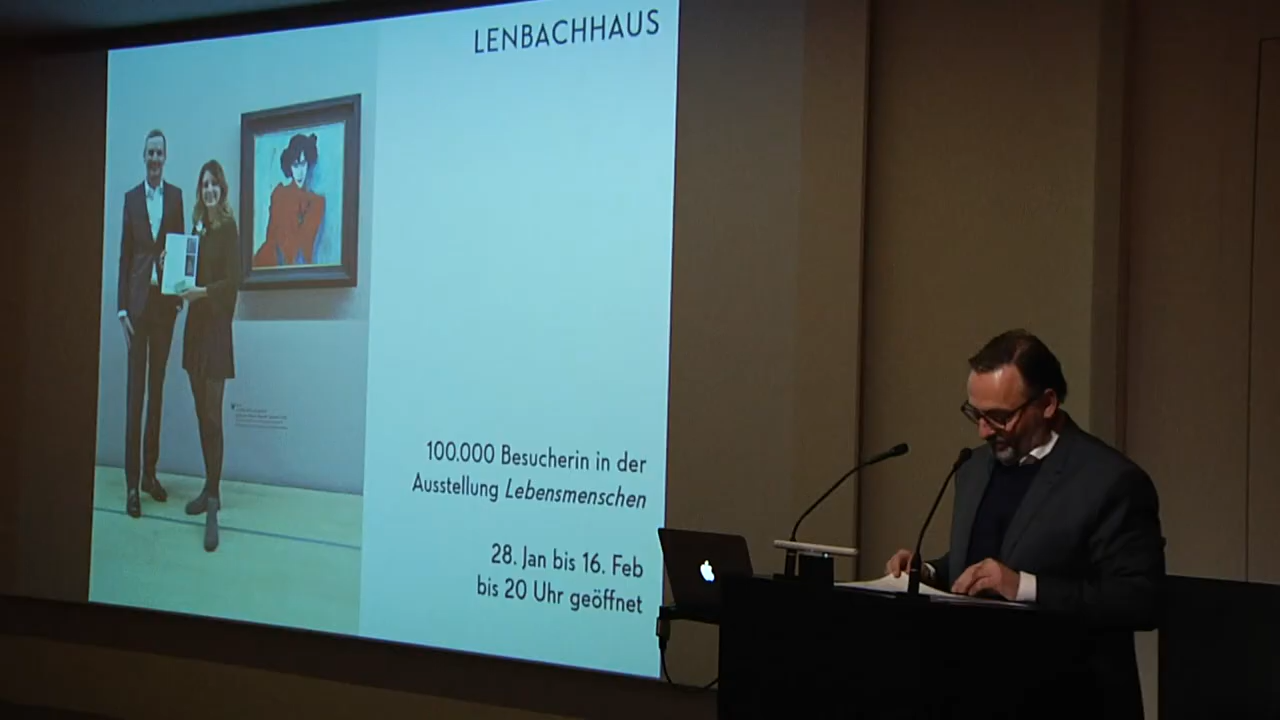 LENBACHHAUS
100.000 Besucherin in der
Ausstellung Lebensmenschen
28. Jan bis 16. Feb
bis 20 Uhr geöffnet